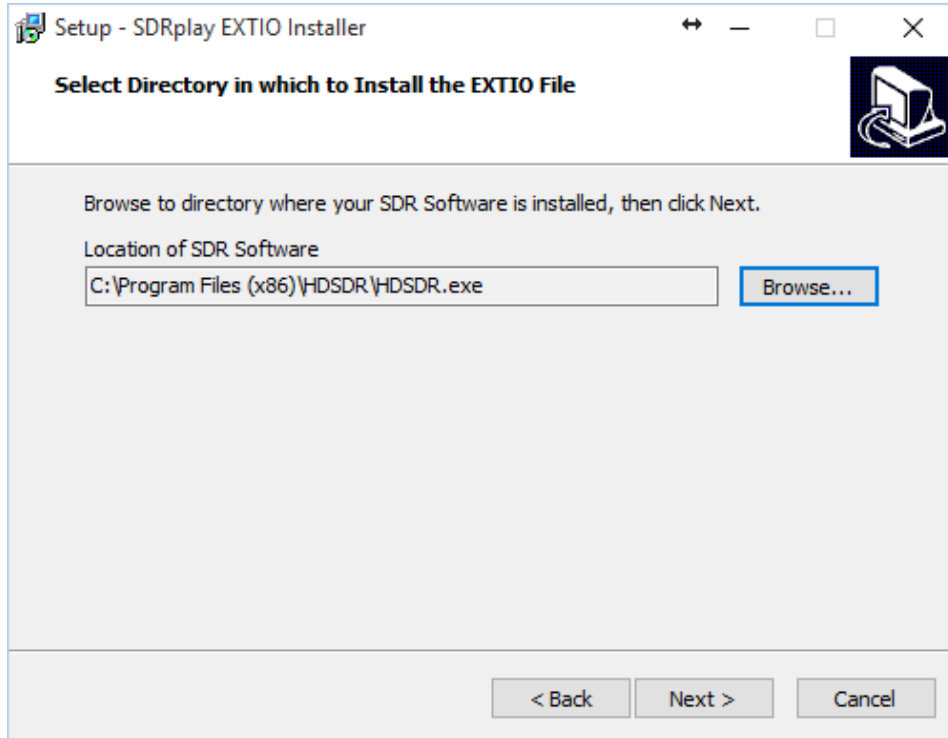 Setup - SDRplay EXTIO Installer
Select Directory in which to Install the EXTIO File
Browse to directory where your SDR Software is installed, then click Next.
Location of SDR Software
C:\Program Files (x86)\HDSDR\HDSDR.exe
Browse...
< Back
Next >
Cancel